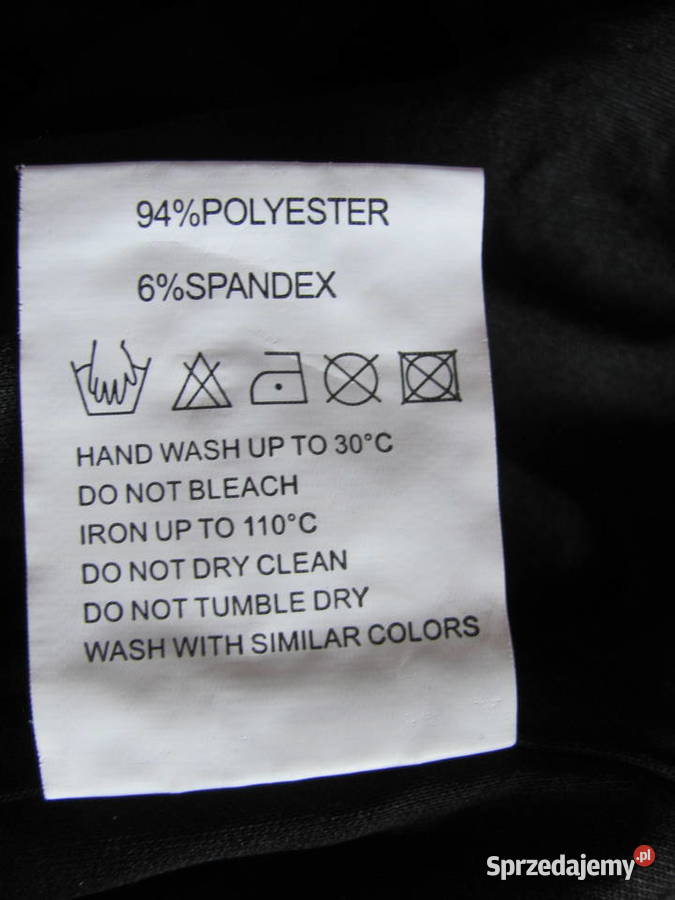 94%POLYESTER
6%SPANDEX
HAND WASH UP TO 30°C
DO NOT BLEACH
IRON UP TO 110°C
DO NOT DRY CLEAN
DO NOT TUMBLE DRY
WASH WITH SIMILAR COLORS
Sprzedajemy.pl